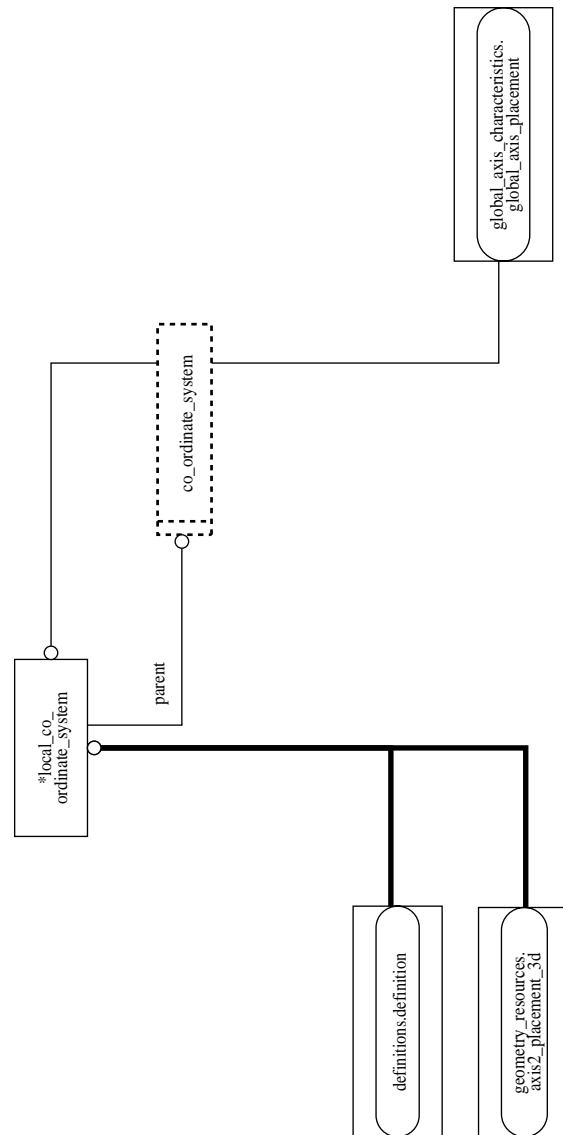 global_axis_characteristics.
global_axis_placement
co_ordinate_system
parent
*local_co_
ordinate_system
definitions.definition
geometry_resources.
axis2_placement_3d